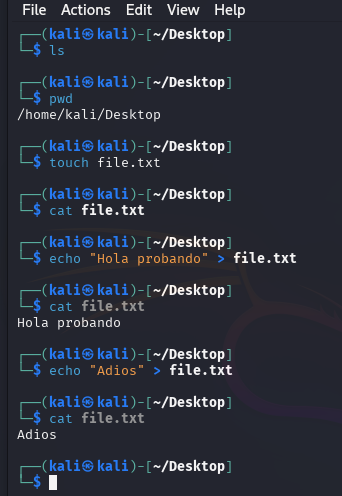 File Actions Edit View Help
┌──(kali㉿kali)-[~/Desktop]
└─$ ls
┌──(kali㉿kali)-[~/Desktop]
└─$ pwd
/home/kali/Desktop
┌──(kali㉿kali)-[~/Desktop]
└─$ touch file.txt
┌──(kali㉿kali)-[~/Desktop]
└─$ cat file.txt
┌──(kali㉿kali)-[~/Desktop]
└─$ echo "Hola probando" > file.txt
┌──(kali㉿kali)-[~/Desktop]
└─$ cat file.txt
Hola probando
┌──(kali㉿kali)-[~/Desktop]
└─$ echo "Adios" > file.txt
┌──(kali㉿kali)-[~/Desktop]
└─$ cat file.txt
Adios
┌──(kali㉿kali)-[~/Desktop]
└─$